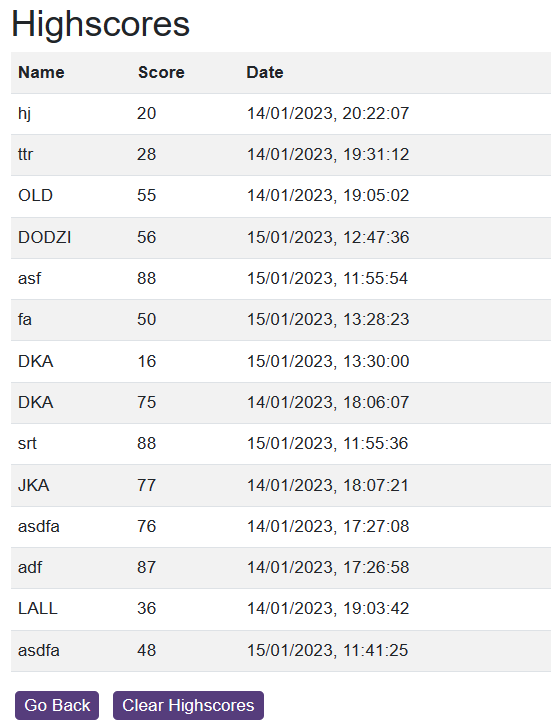 Highscores
Name Score Date
hj 20 14/01/2023, 20:22:07
ttr 28 14/01/2023, 19:31:12
OLD 55 14/01/2023, 19:05:02
DODZI 56 15/01/2023, 12:47:36
asf 88 15/01/2023, 11:55:54
fa 50 15/01/2023, 13:28:23
DKA 16 15/01/2023, 13:30:00
DKA 75 14/01/2023, 18:06:07
srt 88 15/01/2023, 11:55:36
JKA 77 14/01/2023, 18:07:21
asdfa 76 14/01/2023, 17:27:08
adf 87 14/01/2023, 17:26:58
LALL 36 14/01/2023, 19:03:42
asdfa 48 15/01/2023, 11:41:25
Go Back Clear Highscores